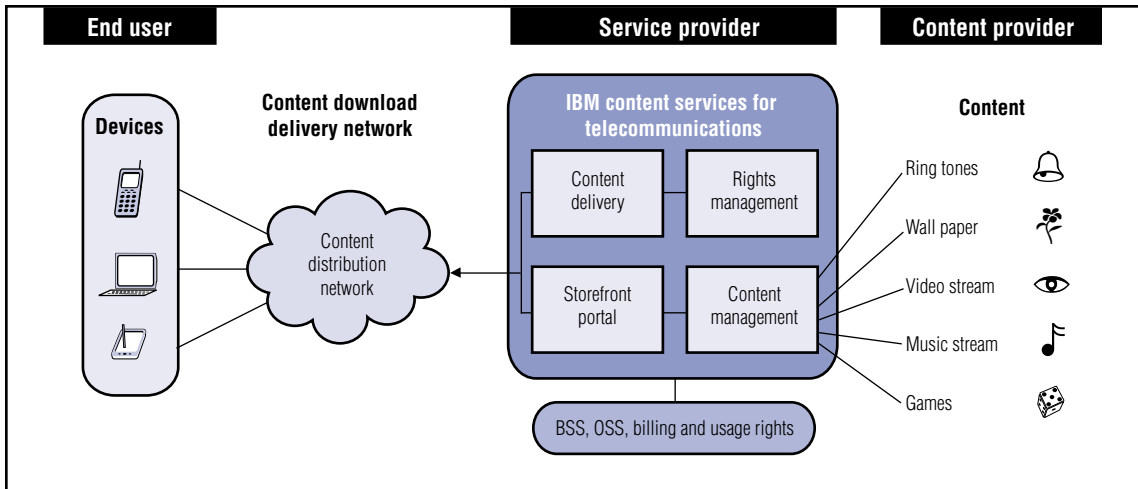 End user
Service provider
Content provider
Devices
Content download
delivery network
Content
distribution
network
IBM content services for
telecommunications
Content
delivery
Rights
management
Storefront
portal
Content
management
BSS, OSS, billing and usage rights
Content
Ring tones
Wall paper
Video stream
Music stream
Games